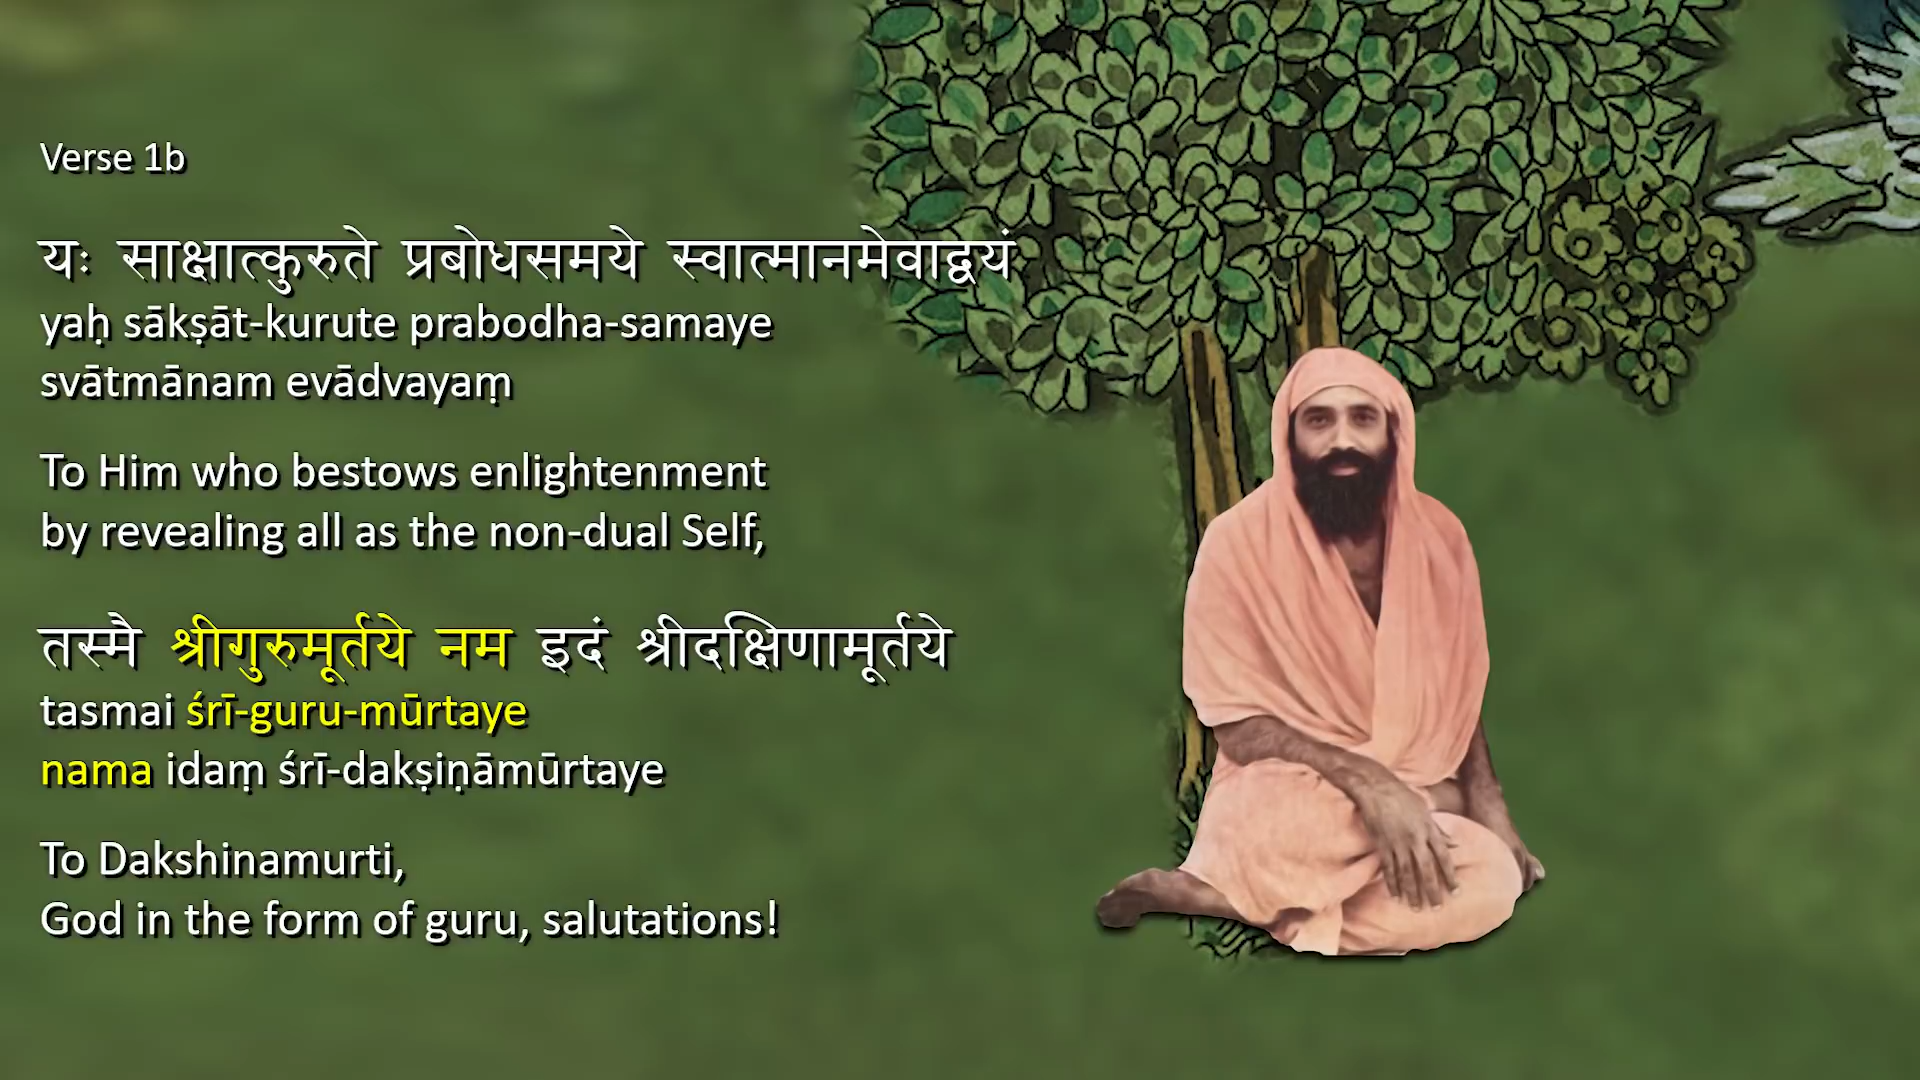 Verse 1b
यः साक्षात्कुरुते प्रबोधसमये स्वात्मानमेवाद्वयं
yaḥ sākṣāt-kurute prabodha-samaye
svātmānam evādvayaṃ
To Him who bestows enlightenment
by revealing all as the non-dual Self,
तस्मै श्रीगुरुमूर्तये नम इदं श्रीदक्षिणामूर्तये
tasmai śrī-guru-mūrtaye
nama idaṃ śrī-dakṣiṇāmūrtaye
To Dakshinamurti,
God in the form of guru, salutations!